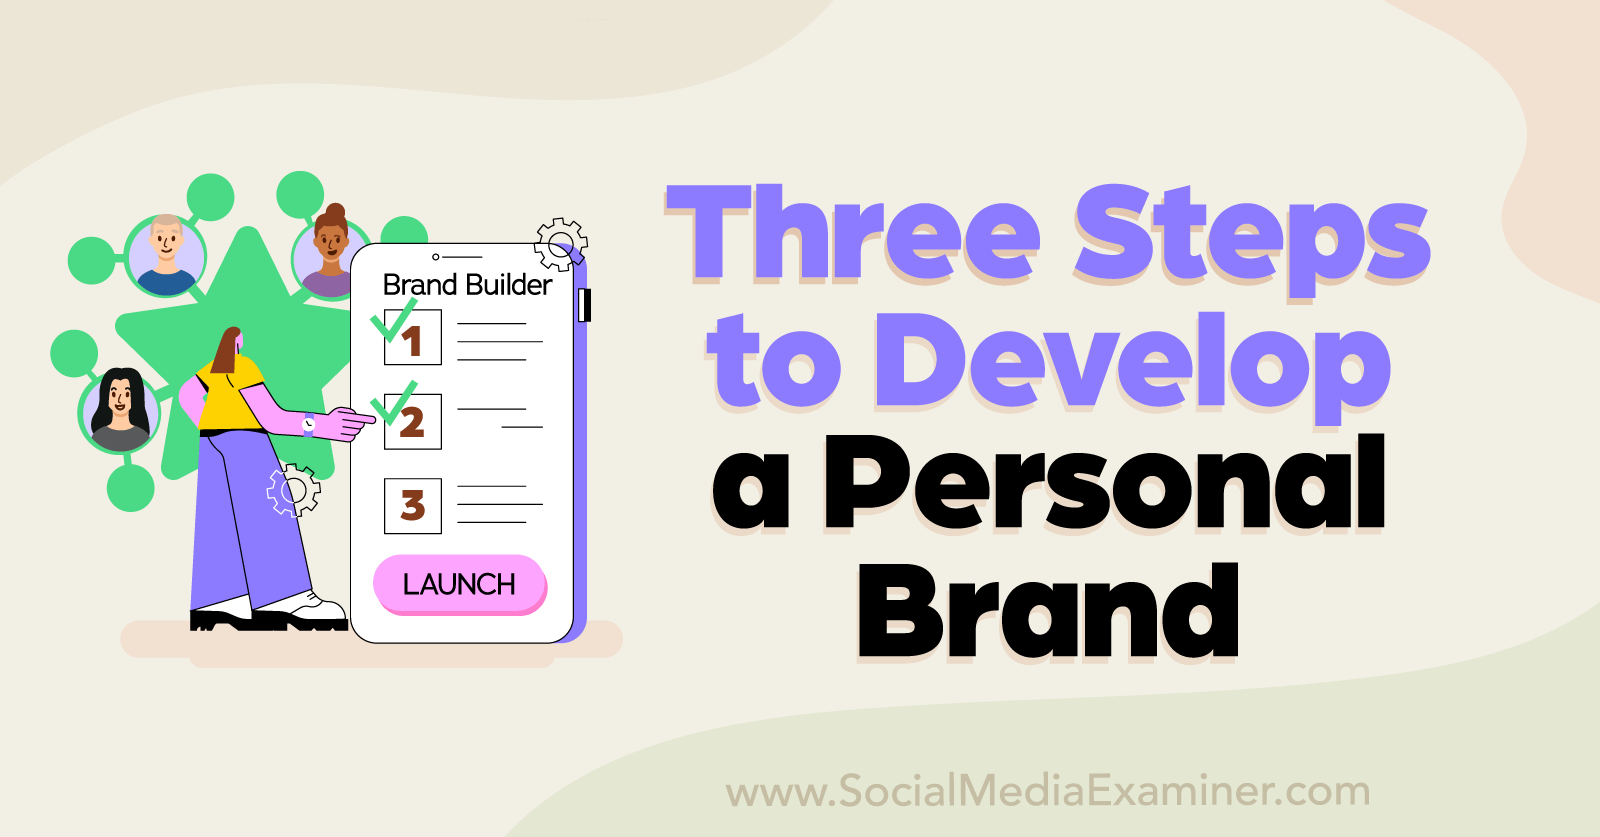 Brand Builder
1
2
3
LAUNCH
Three Steps
to Develop
a Personal
Brand
www.SocialMediaExaminer.com